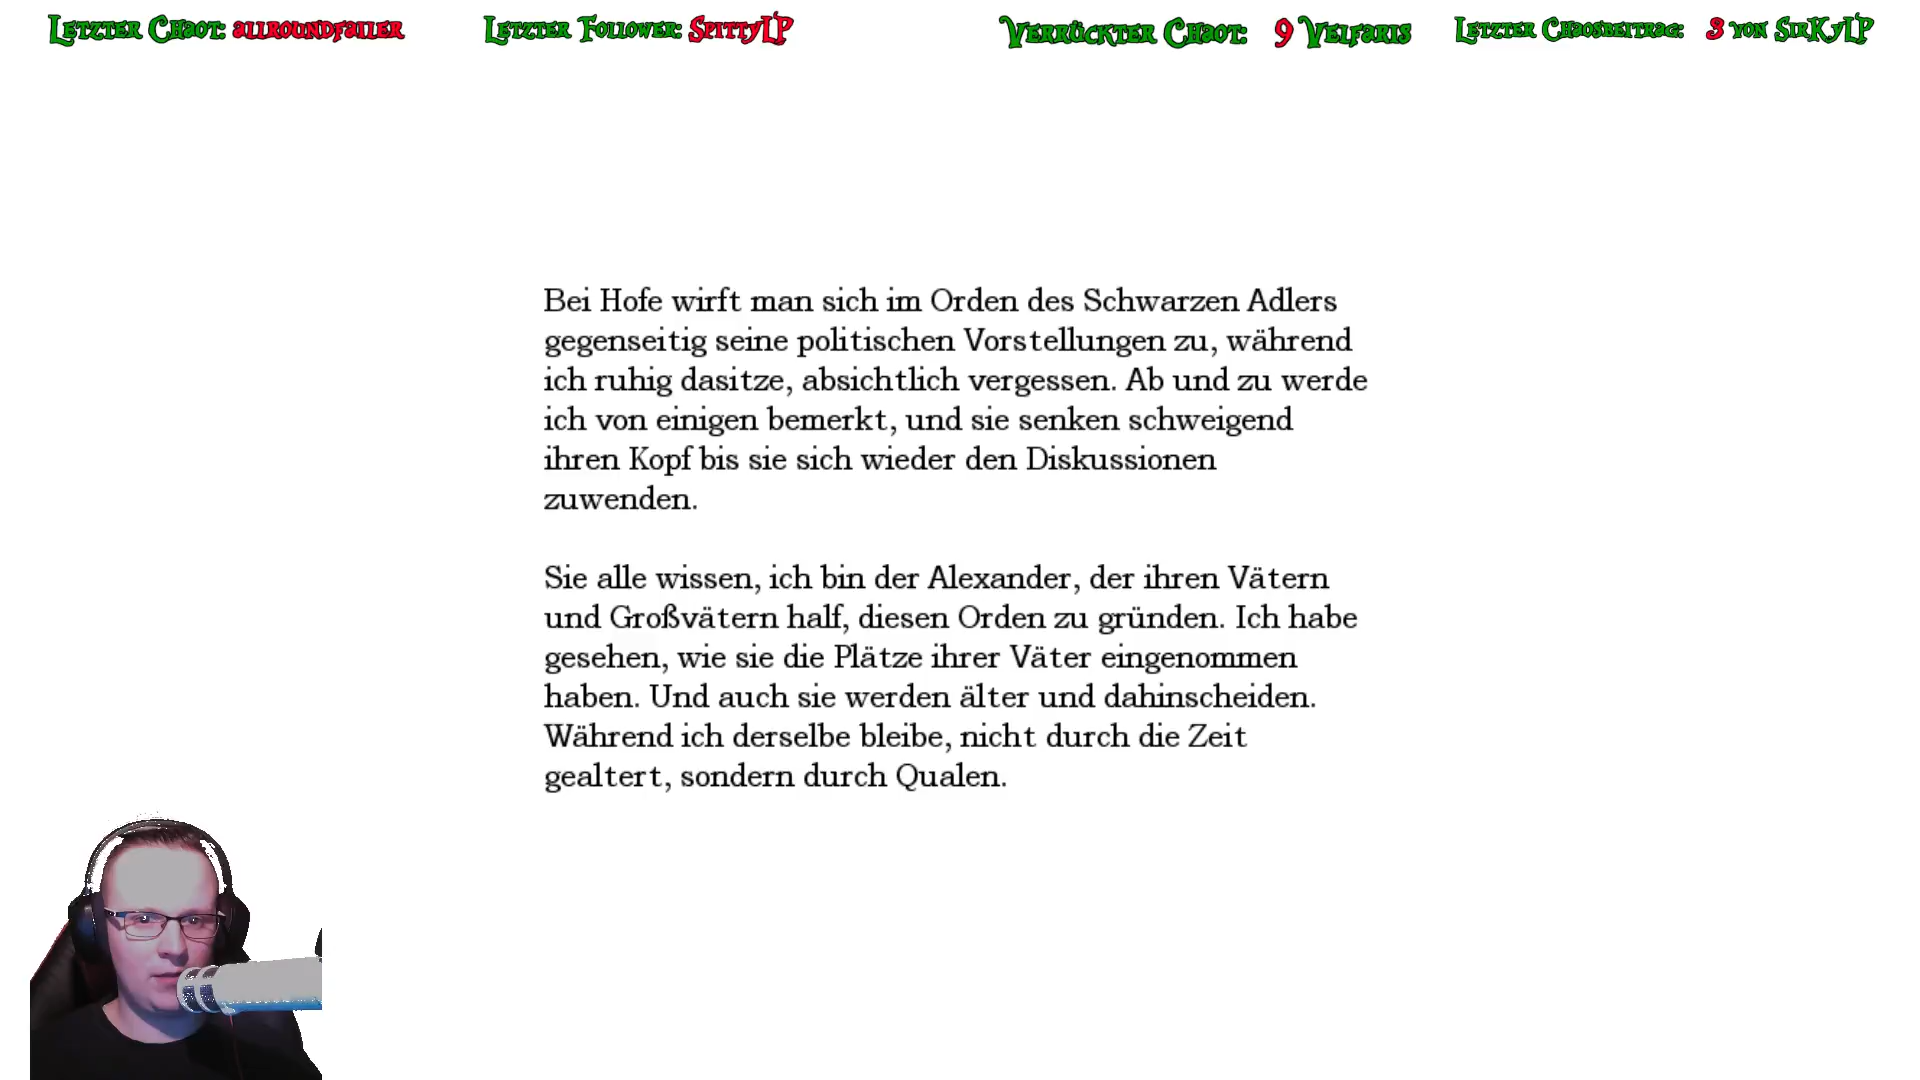 Letzter Chaot: allroundfailer
Letzter Follower: SpittyLP
Verrückter Chaot: 9 Velfaris
Letzter Chaosbeitrag: 3 von SirKyLP
Bei Hofe wirft man sich im Orden des Schwarzen Adlers
gegenseitig seine politischen Vorstellungen zu, während
ich ruhig dasitze, absichtlich vergessen. Ab und zu werde
ich von einigen bemerkt, und sie senken schweigend
ihren Kopf bis sie sich wieder den Diskussionen
zuwenden.
Sie alle wissen, ich bin der Alexander, der ihren Vätern
und Großvätern half, diesen Orden zu gründen. Ich habe
gesehen, wie sie die Plätze ihrer Väter eingenommen
haben. Und auch sie werden älter und dahinscheiden.
Während ich derselbe bleibe, nicht durch die Zeit
gealtert, sondern durch Qualen.